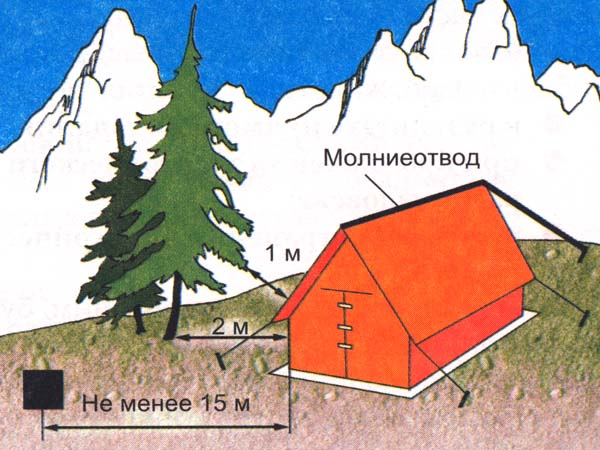 Молниеотвод
1 м
2 м
Не менее 15 м